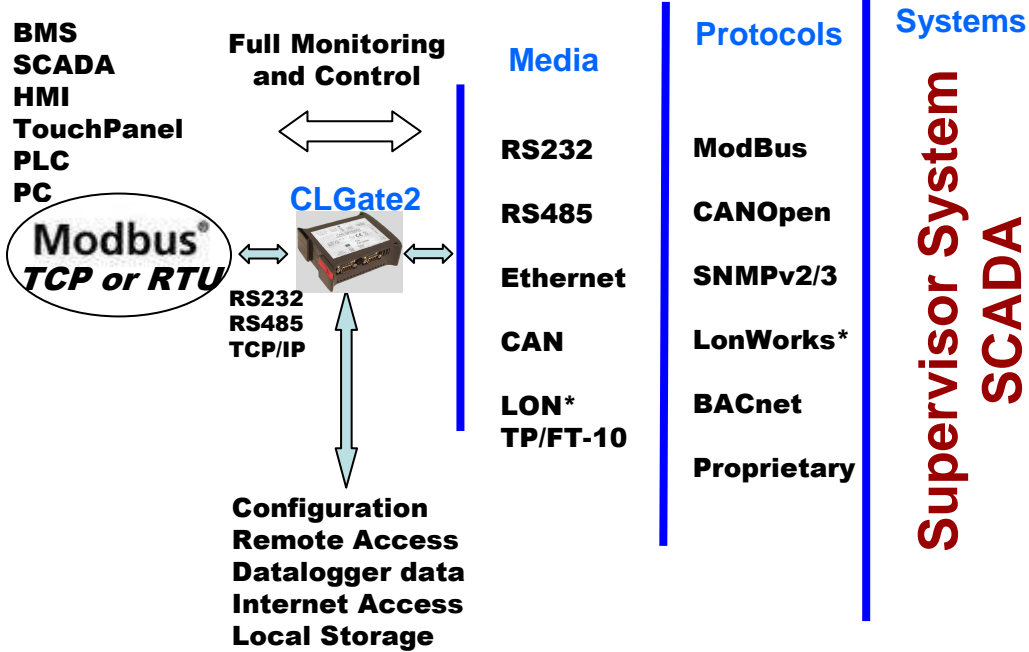 BMS
SCADA
HMI
TouchPanel
PLC
PC
Modbus®
TCP or RTU
Full Monitoring
and Control
CLGate2
RS232
RS485
TCP/IP
Configuration
Remote Access
Datalogger data
Internet Access
Local Storage
Media
RS232
RS485
Ethernet
CAN
LON*
TP/FT-10
Protocols
ModBus
CANOpen
SNMPv2/3
LonWorks*
BACnet
Proprietary
Systems
Supervisor System
SCADA